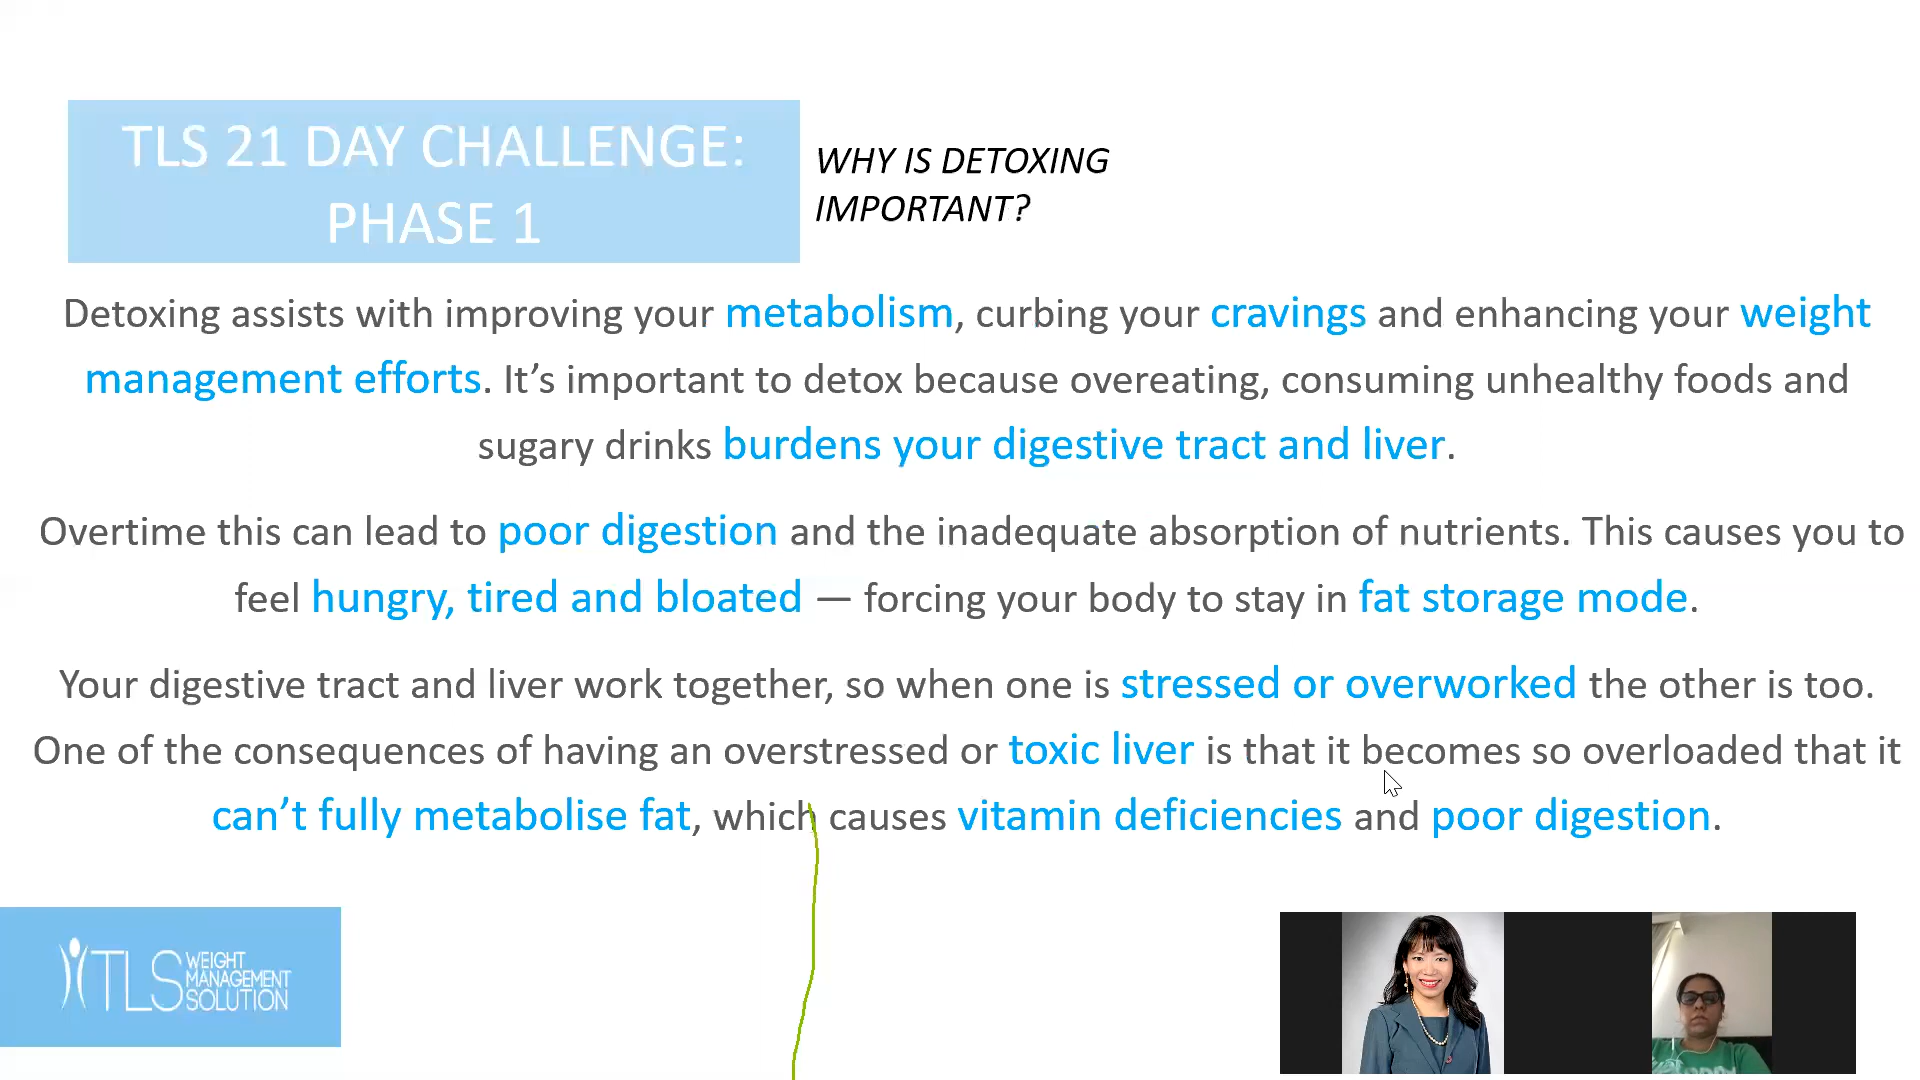 TLS 21 DAY CHALLENGE:
PHASE 1
WHY IS DETOXING
IMPORTANT?
Detoxing assists with improving your metabolism, curbing your cravings and enhancing your weight
management efforts. It’s important to detox because overeating, consuming unhealthy foods and
sugary drinks burdens your digestive tract and liver.
Overtime this can lead to poor digestion and the inadequate absorption of nutrients. This causes you to
feel hungry, tired and bloated — forcing your body to stay in fat storage mode.
Your digestive tract and liver work together, so when one is stressed or overworked the other is too.
One of the consequences of having an overstressed or toxic liver is that it becomes so overloaded that it
can’t fully metabolise fat, which causes vitamin deficiencies and poor digestion.
TLS WEIGHT
MANAGEMENT
SOLUTION